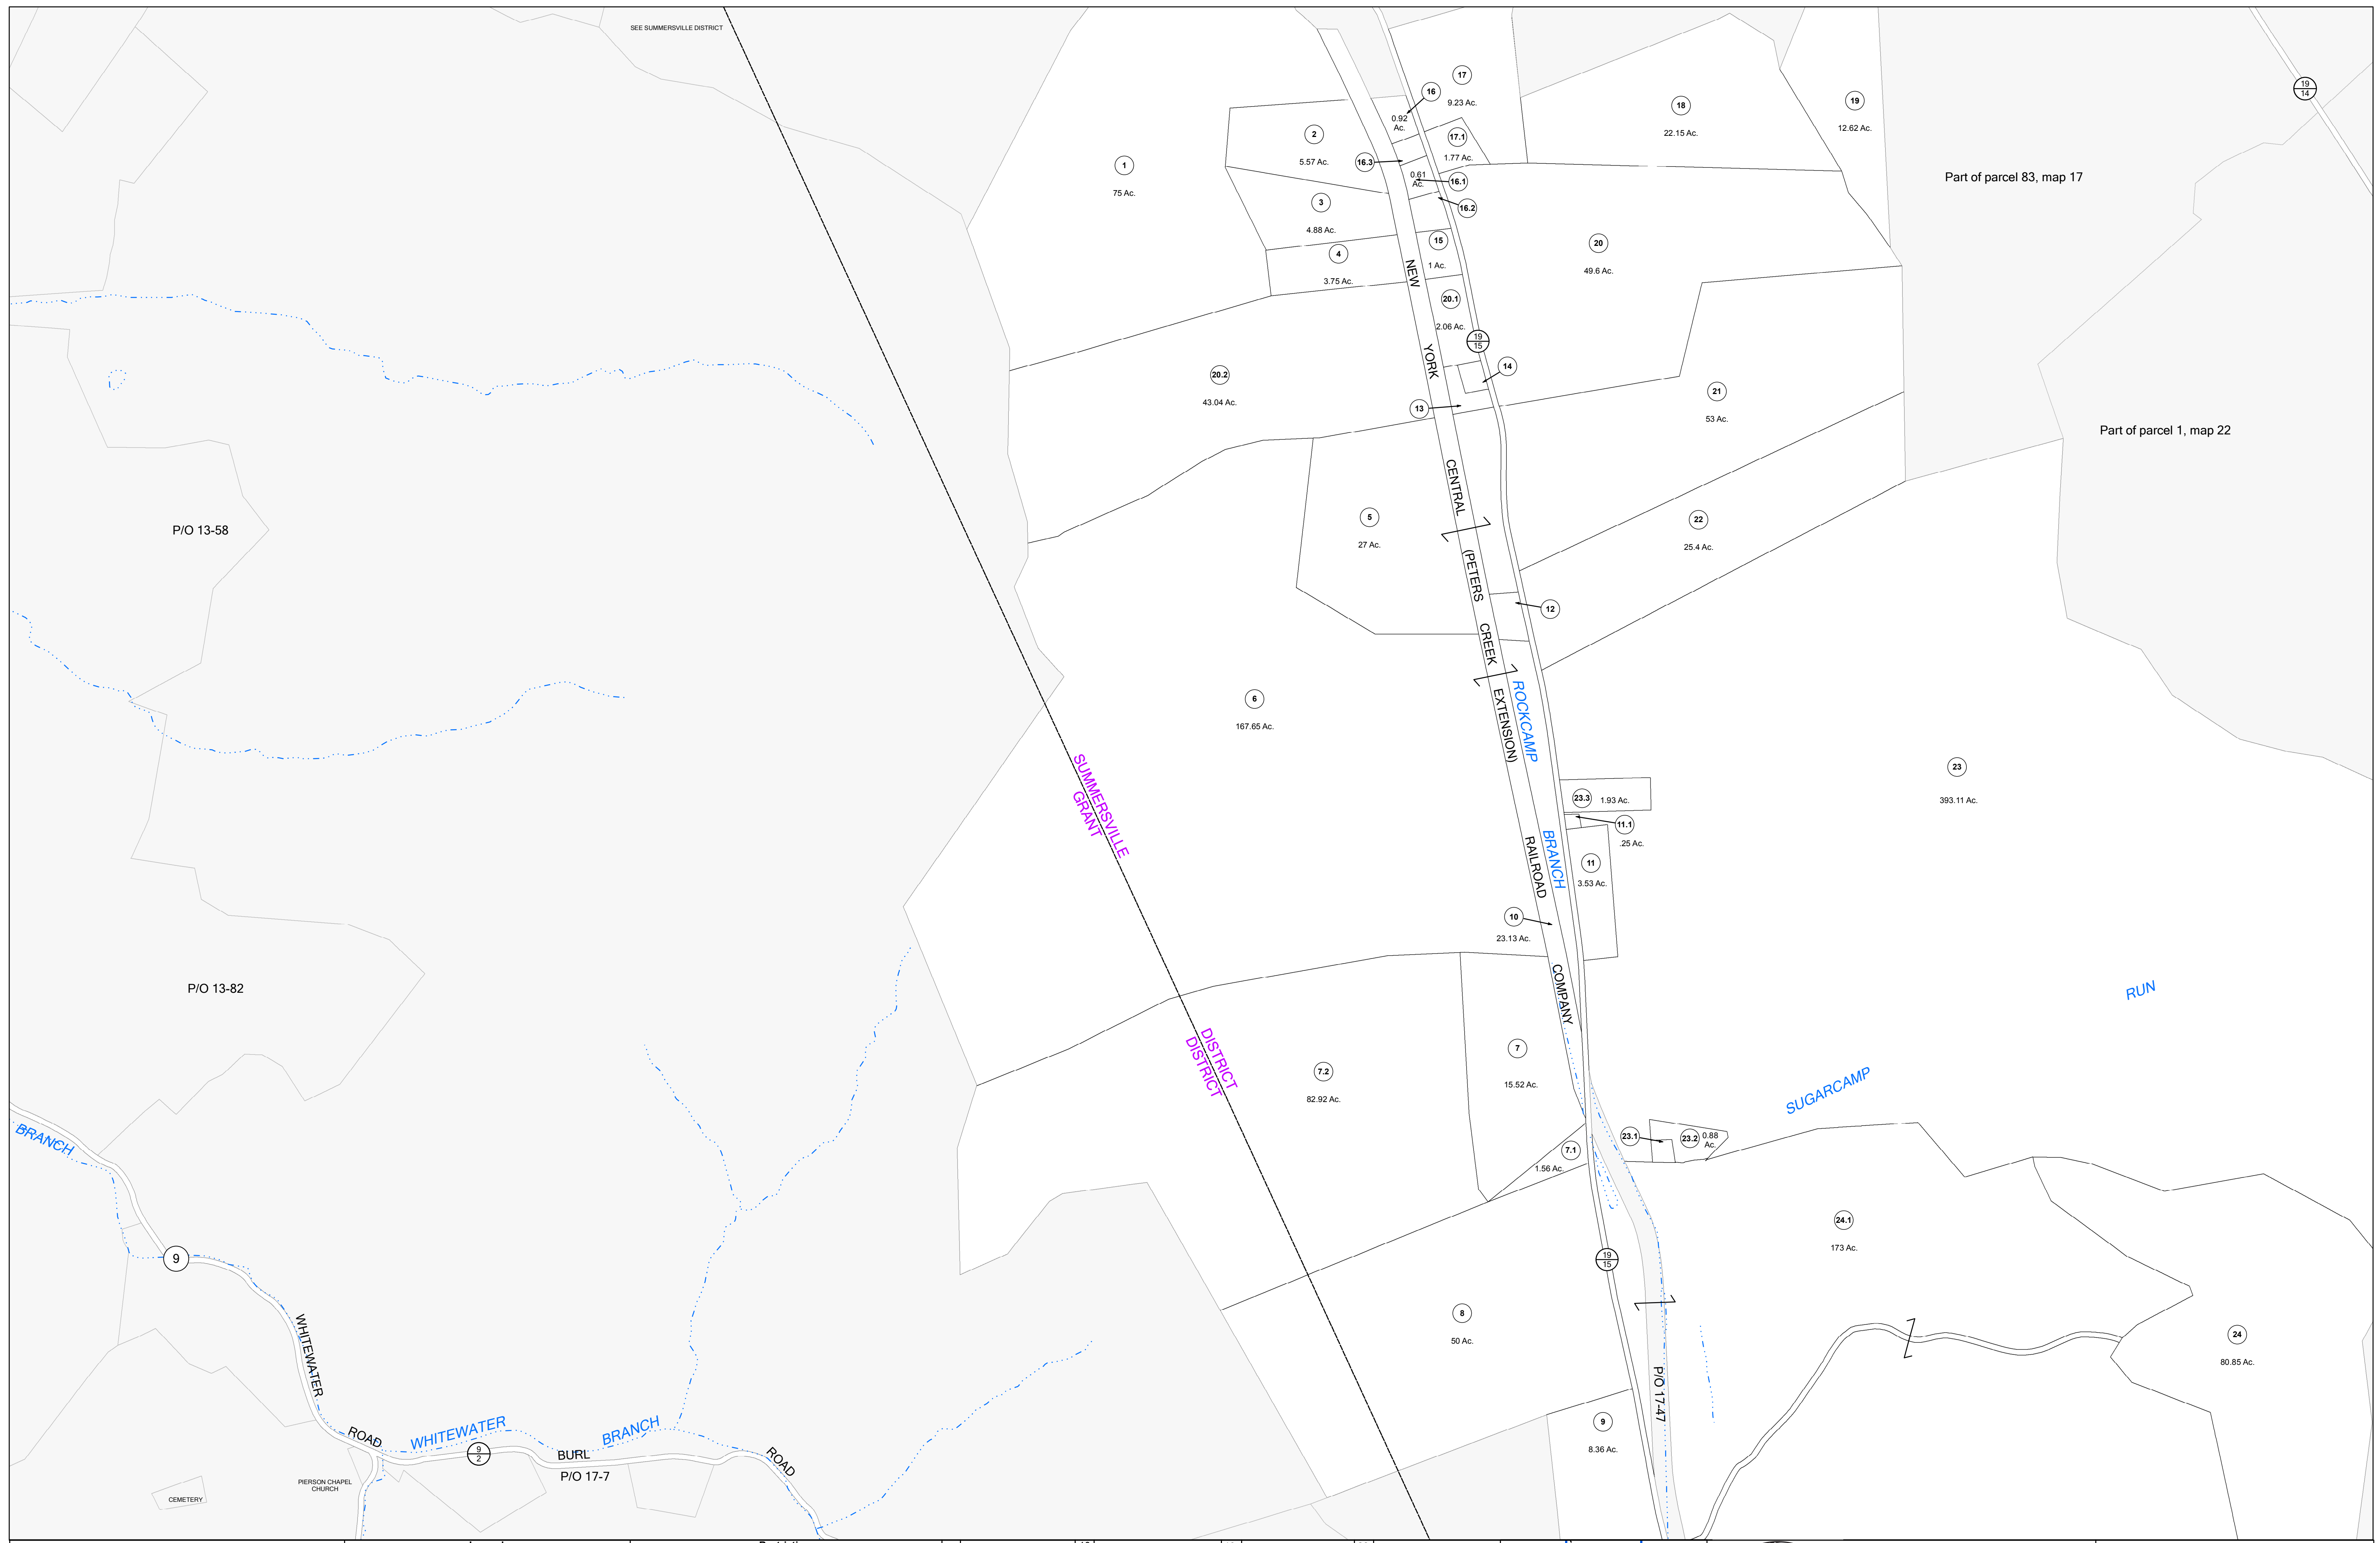 SEE SUMMERSVILLE DISTRICT
17
9.23 Ac.
16
0.92
Ac.
19
14
18
22.15 Ac.
19
12.62 Ac.
2
5.57 Ac.
17.1
1.77 Ac.
1
75 Ac.
16.3
0.61
Ac.
16.1
16.2
Part of parcel 83, map 17
3
4.88 Ac.
4
3.75 Ac.
15
1 Ac.
20
49.6 Ac.
20.1
2.06 Ac.
19
15
14
20.2
43.04 Ac.
13
21
53 Ac.
Part of parcel 1, map 22
NEW YORK CENTRAL (PETERS CREEK EXTENSION) RAILROAD COMPANY
P/O 13-58
5
27 Ac.
22
25.4 Ac.
12
6
167.65 Ac.
ROCKCAMP BRANCH
23
393.11 Ac.
SUMMERSVILLE DISTRICT
GRANT DISTRICT
23.3
1.93 Ac.
11.1
.25 Ac.
11
3.53 Ac.
10
23.13 Ac.
P/O 13-82
SUGARCAMP RUN
7
15.52 Ac.
7.2
82.92 Ac.
BRANCH
23.1
23.2
0.88
Ac.
7.1
1.56 Ac.
24.1
173 Ac.
9
19
15
8
50 Ac.
24
80.85 Ac.
WHITEWATER ROAD
P/O 17-47
WHITEWATER BRANCH
9
2
BURL ROAD
P/O 17-7
9
8.36 Ac.
PIERSON CHAPEL
CHURCH
CEMETERY